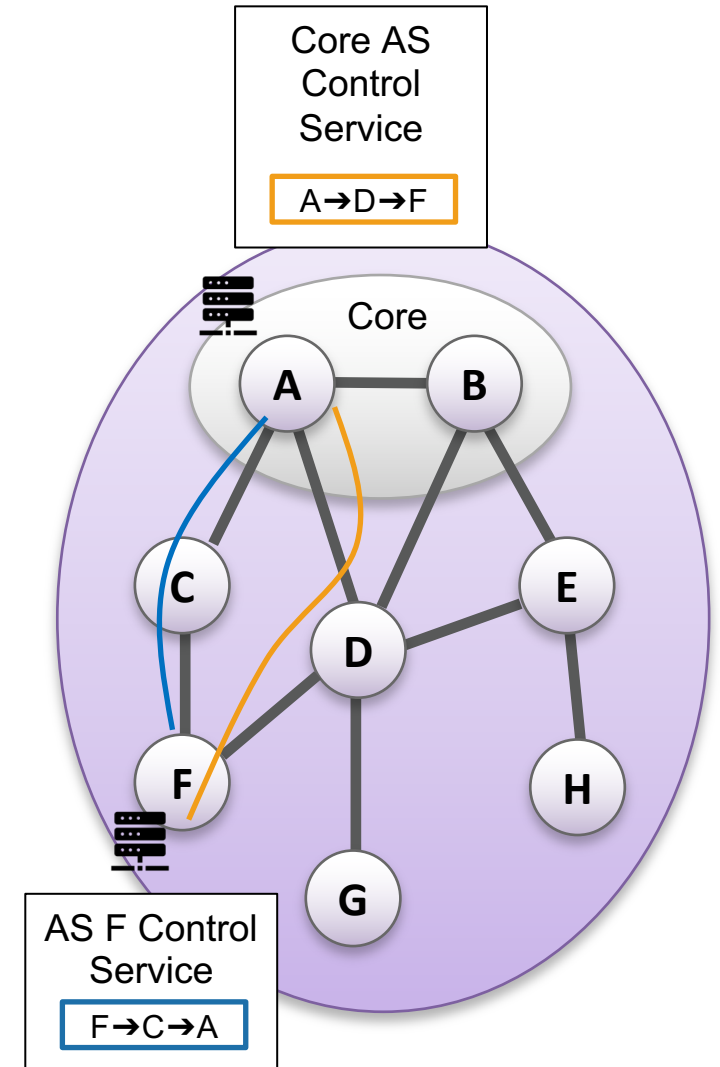 Core AS
Control
Service
A➔D➔F
Core
A
B
C
E
D
F
H
G
AS F Control
Service
F➔C➔A